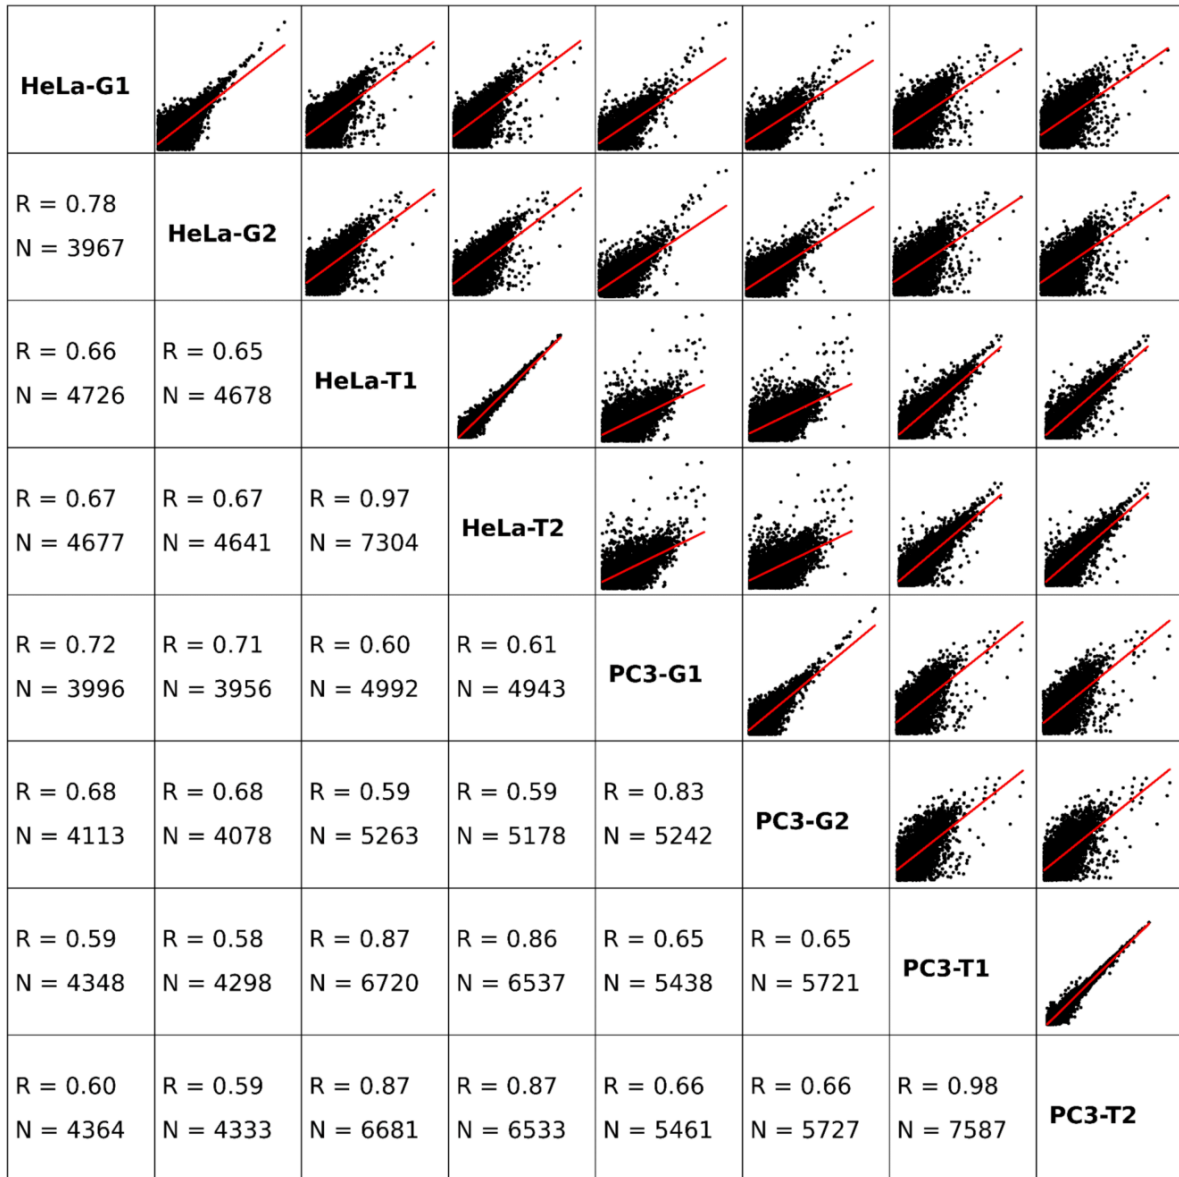 HeLa-G1
R = 0.78
N = 3967
HeLa-G2
R = 0.66
N = 4726
R = 0.65
N = 4678
HeLa-T1
R = 0.67
N = 4677
R = 0.67
N = 4641
R = 0.97
N = 7304
HeLa-T2
R = 0.72
N = 3996
R = 0.71
N = 3956
R = 0.60
N = 4992
R = 0.61
N = 4943
PC3-G1
R = 0.68
N = 4113
R = 0.68
N = 4078
R = 0.59
N = 5263
R = 0.59
N = 5178
R = 0.83
N = 5242
PC3-G2
R = 0.59
N = 4348
R = 0.58
N = 4298
R = 0.87
N = 6720
R = 0.86
N = 6537
R = 0.65
N = 5438
R = 0.65
N = 5721
PC3-T1
R = 0.60
N = 4364
R = 0.59
N = 4333
R = 0.87
N = 6681
R = 0.87
N = 6533
R = 0.66
N = 5461
R = 0.66
N = 5727
R = 0.98
N = 7587
PC3-T2